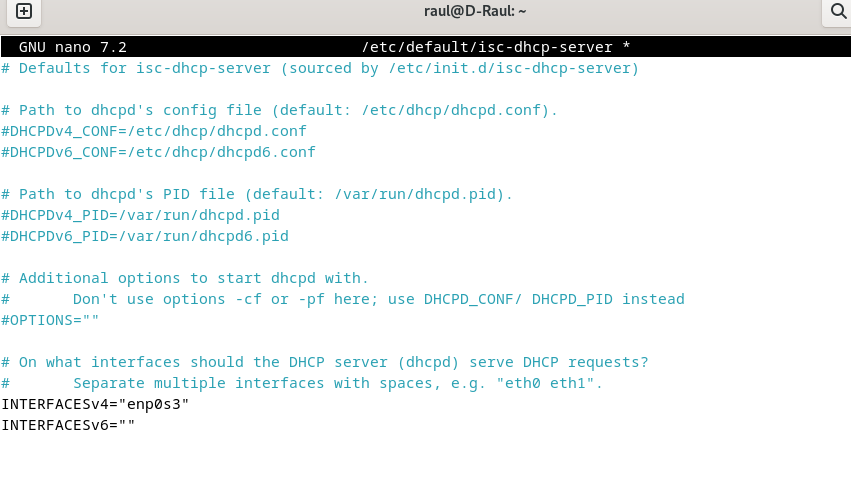 raul@D-Raul: ~
GNU nano 7.2 /etc/default/isc-dhcp-server *
# Defaults for isc-dhcp-server (sourced by /etc/init.d/isc-dhcp-server)
# Path to dhcpd's config file (default: /etc/dhcp/dhcpd.conf).
#DHCPDv4_CONF=/etc/dhcp/dhcpd.conf
#DHCPDv6_CONF=/etc/dhcp/dhcpd6.conf
# Path to dhcpd's PID file (default: /var/run/dhcpd.pid).
#DHCPDv4_PID=/var/run/dhcpd.pid
#DHCPDv6_PID=/var/run/dhcpd6.pid
# Additional options to start dhcpd with.
#       Don't use options -cf or -pf here; use DHCPD_CONF/ DHCPD_PID instead
#OPTIONS=""
# On what interfaces should the DHCP server (dhcpd) serve DHCP requests?
#       Separate multiple interfaces with spaces, e.g. "eth0 eth1".
INTERFACESv4="enp0s3"
INTERFACESv6=""